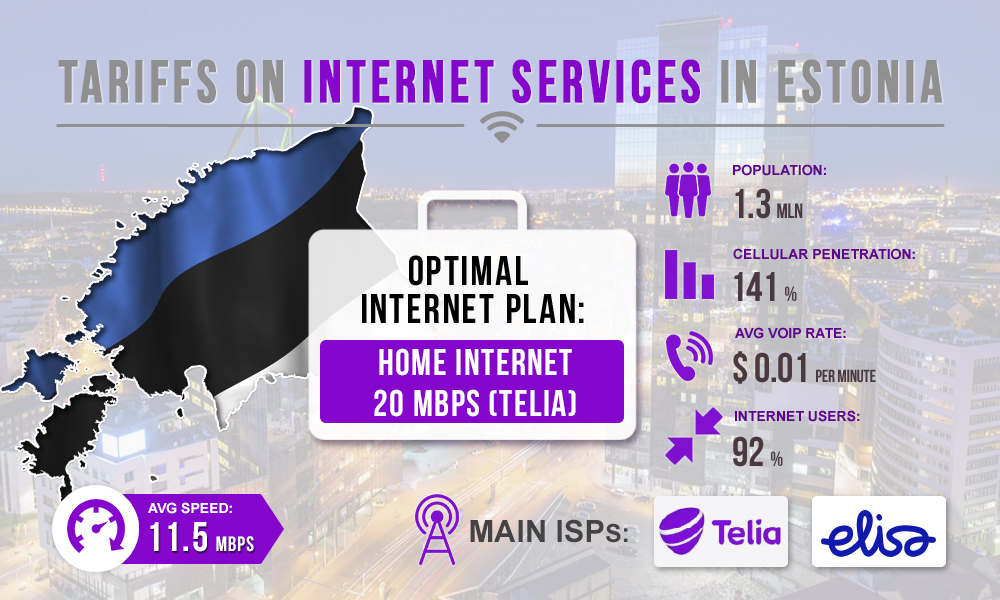 TARIFFS ON INTERNET SERVICES IN ESTONIA
OPTIMAL
INTERNET PLAN:
HOME INTERNET
20 MBPS (TELIA)
POPULATION:
1.3 MLN
CELLULAR PENETRATION:
141 %
AVG VOIP RATE:
$ 0.01 PER MINUTE
INTERNET USERS:
92 %
AVG SPEED:
11.5 MBPS
MAIN ISPs:
Telia
elisa